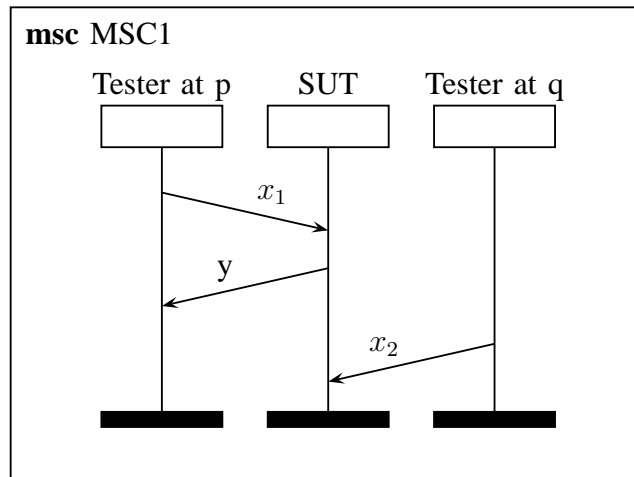 msc MSC1
Tester at p SUT Tester at q
x₁
y
x₂